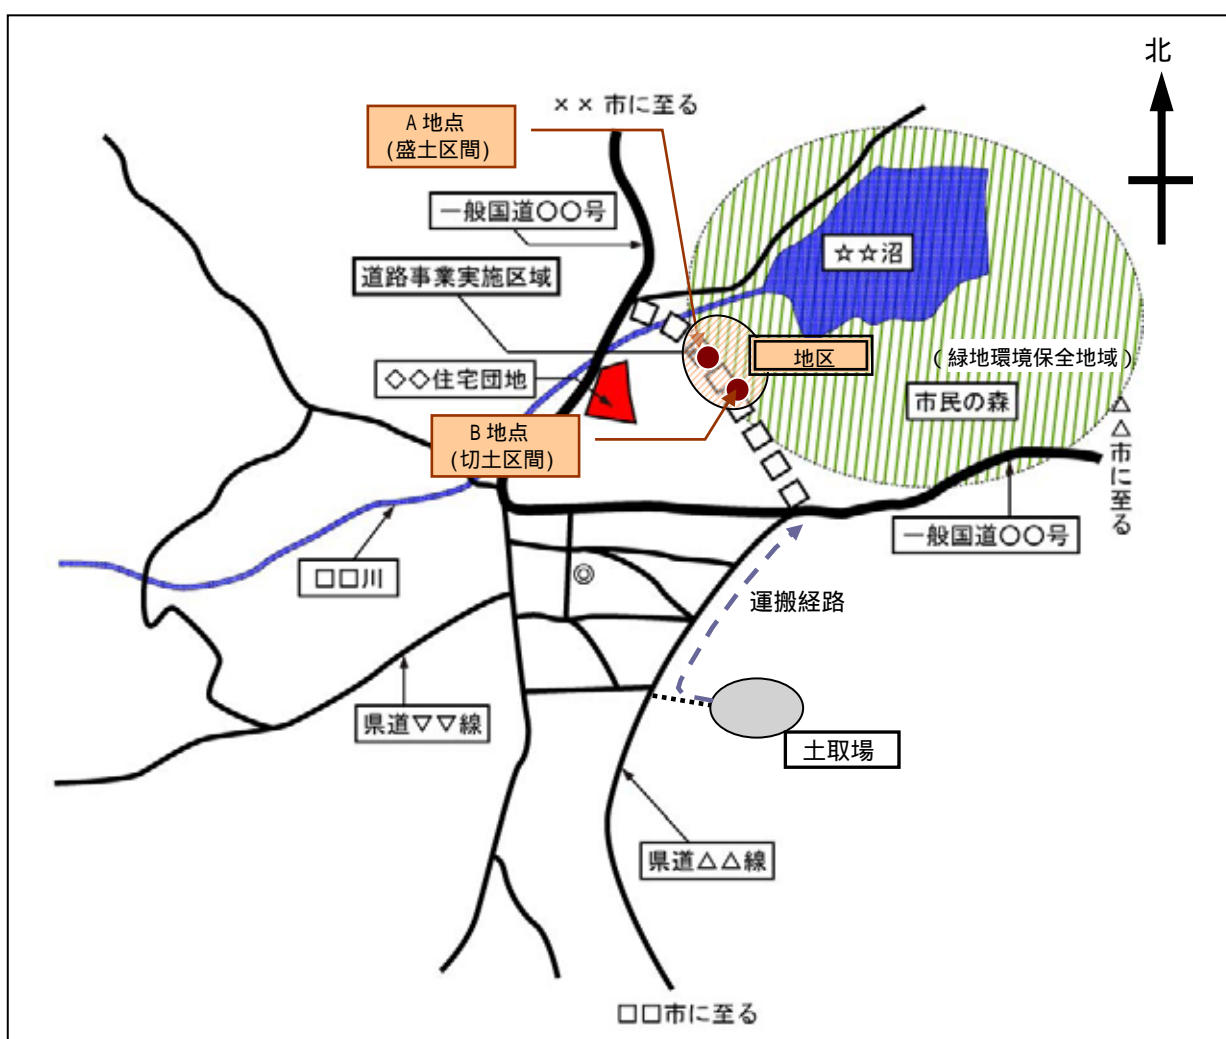 北
×× 市に至る
A 地点
(盛土区間)
一般国道〇〇号
☆☆沼
道路事業実施区域
地区
(緑地環境保全地域)
◇◇住宅団地
市民の森
B 地点
(切土区間)
△△市に至る
一般国道〇〇号
□□川
◎
運搬経路
県道▽▽線
土取場
県道△△線
□□市に至る